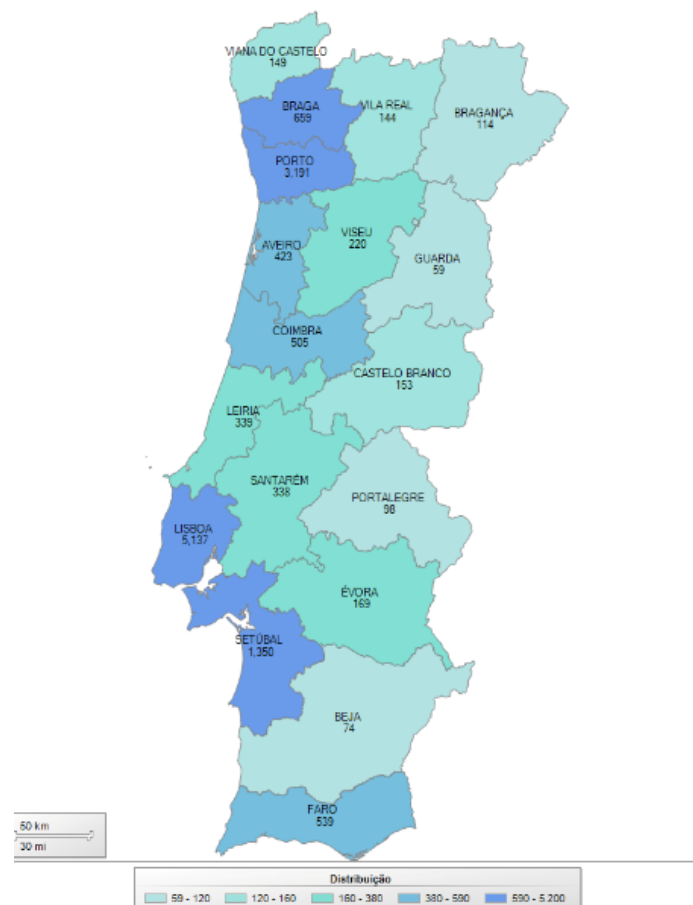 VIANA DO CASTELO
149
BRAGA
659
VILA REAL
144
BRAGANÇA
114
PORTO
3,191
AVEIRO
423
VISEU
220
GUARDA
59
COIMBRA
505
CASTELO BRANCO
153
LEIRIA
339
SANTARÉM
338
PORTALEGRE
98
LISBOA
5,137
ÉVORA
169
SETÚBAL
1,350
BEJA
74
FARO
539
50 km
30 mi
Distribuição
59 - 120 120 - 160 160 - 380 380 - 590 590 - 5.200